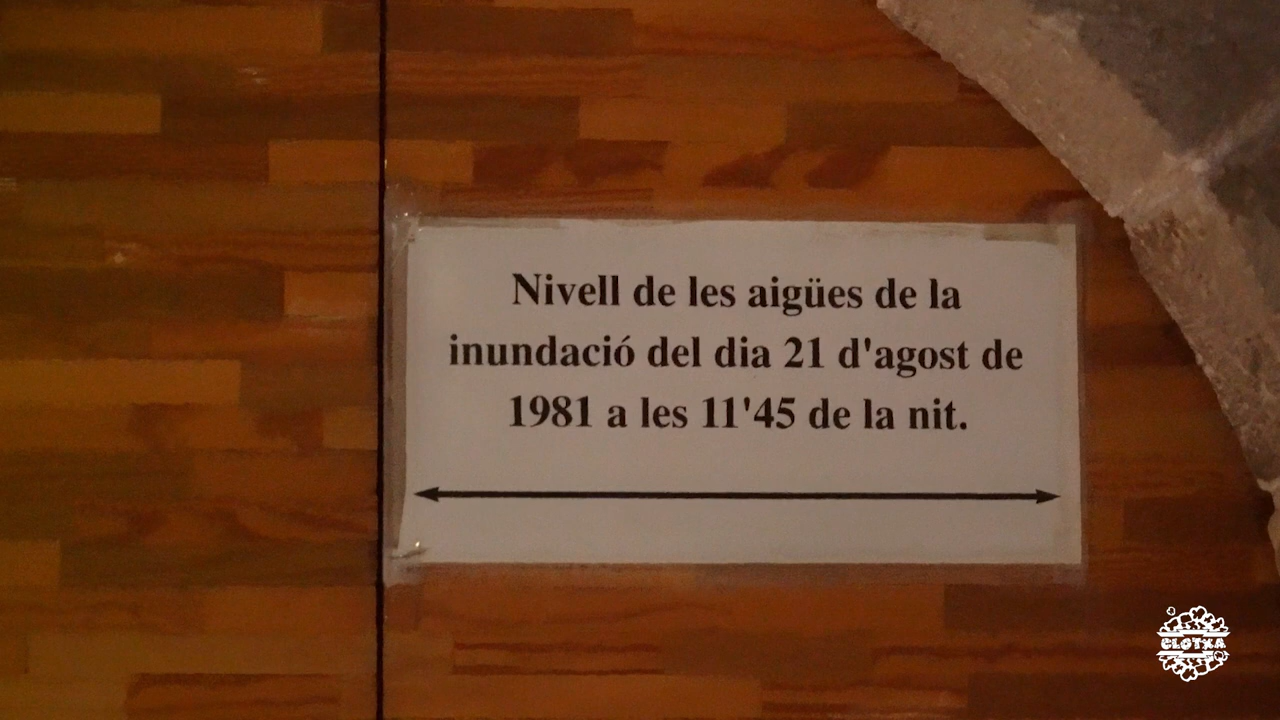 Nivell de les aigües de la
inundació del dia 21 d'agost de
1981 a les 11'45 de la nit.
CLOTXA